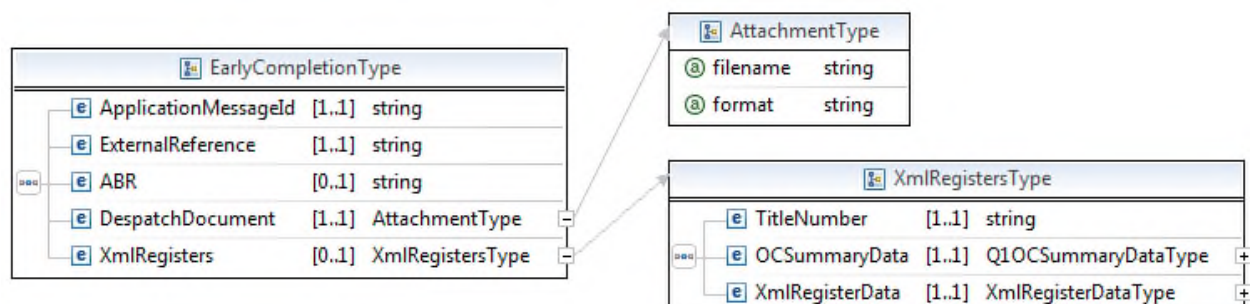 EarlyCompletionType
e ApplicationMessageId [1..1] string
e ExternalReference [1..1] string
e ABR [0..1] string
e DespatchDocument [1..1] AttachmentType
e XmlRegisters [0..1] XmlRegistersType
AttachmentType
a filename string
a format string
XmlRegistersType
e TitleNumber [1..1] string
e OCSummaryData [1..1] Q1OCSummaryDataType
e XmlRegisterData [1..1] XmlRegisterDataType